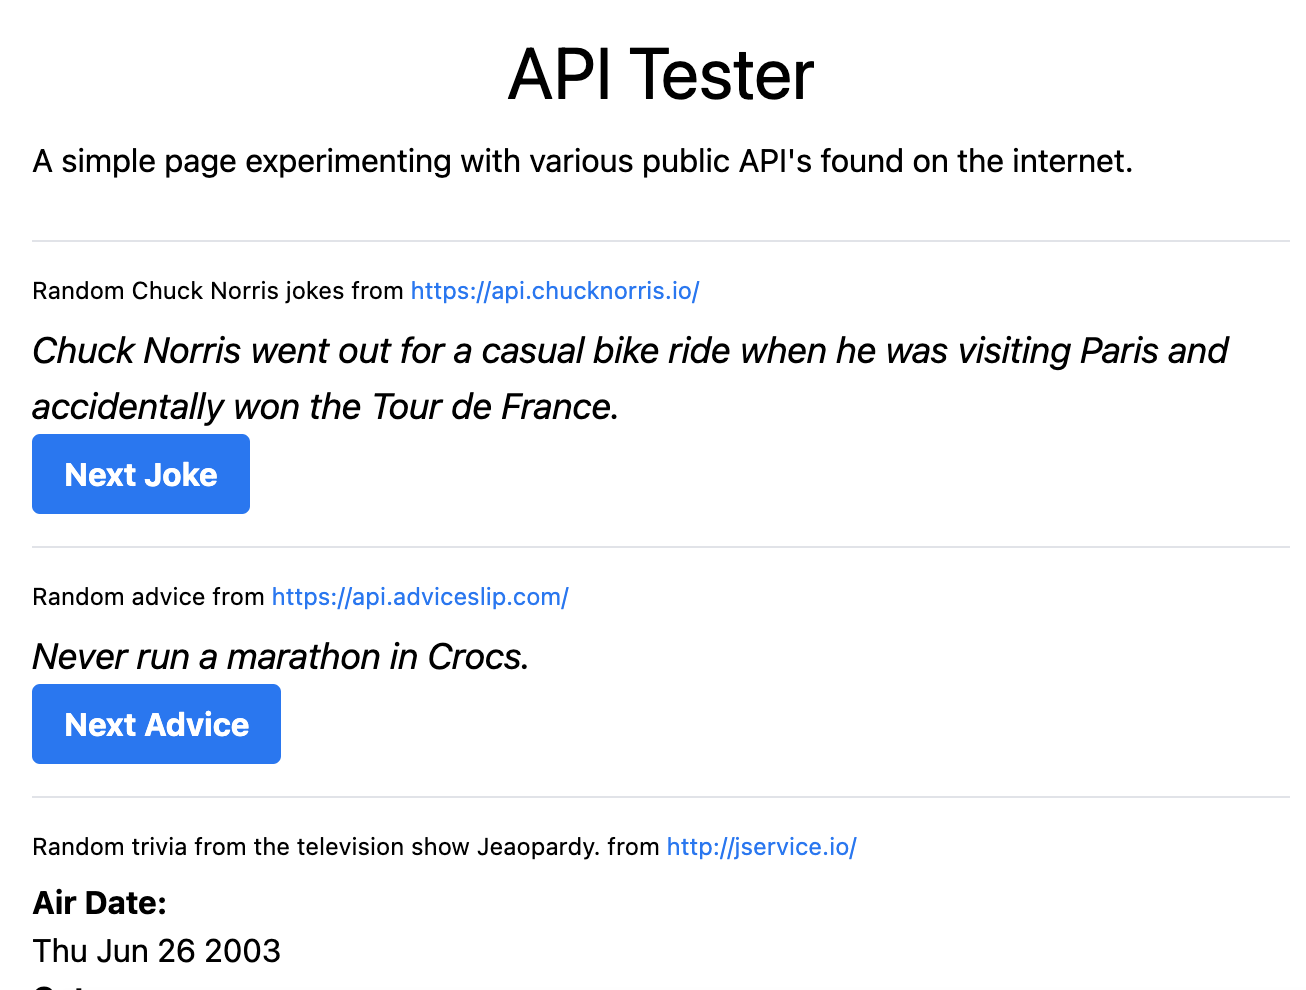 API Tester
A simple page experimenting with various public API's found on the internet.
Random Chuck Norris jokes from https://api.chucknorris.io/
Chuck Norris went out for a casual bike ride when he was visiting Paris and
accidentally won the Tour de France.
Next Joke
Random advice from https://api.adviceslip.com/
Never run a marathon in Crocs.
Next Advice
Random trivia from the television show Jeaopardy. from http://jservice.io/
Air Date:
Thu Jun 26 2003